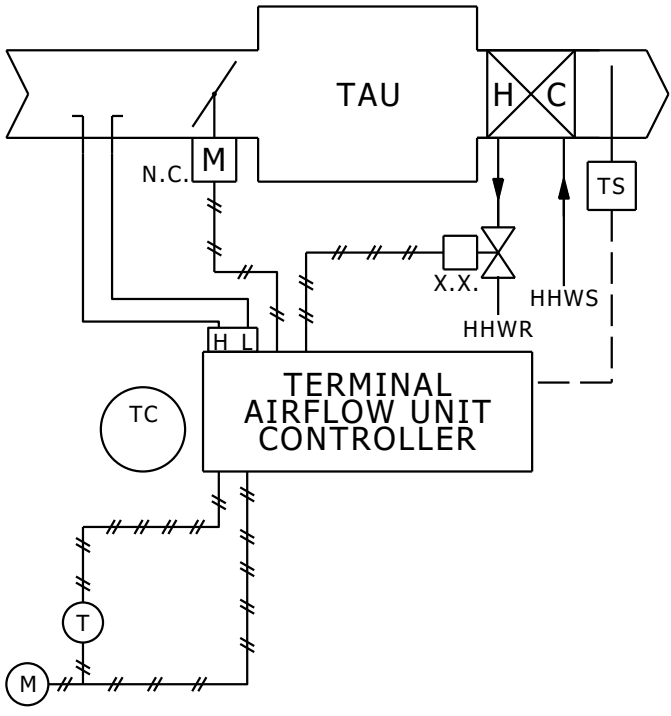 TAU
H C
M
N.C.
TS
X.X.
HHWS
HHWR
H L
TERMINAL
AIRFLOW UNIT
CONTROLLER
TC
T
M